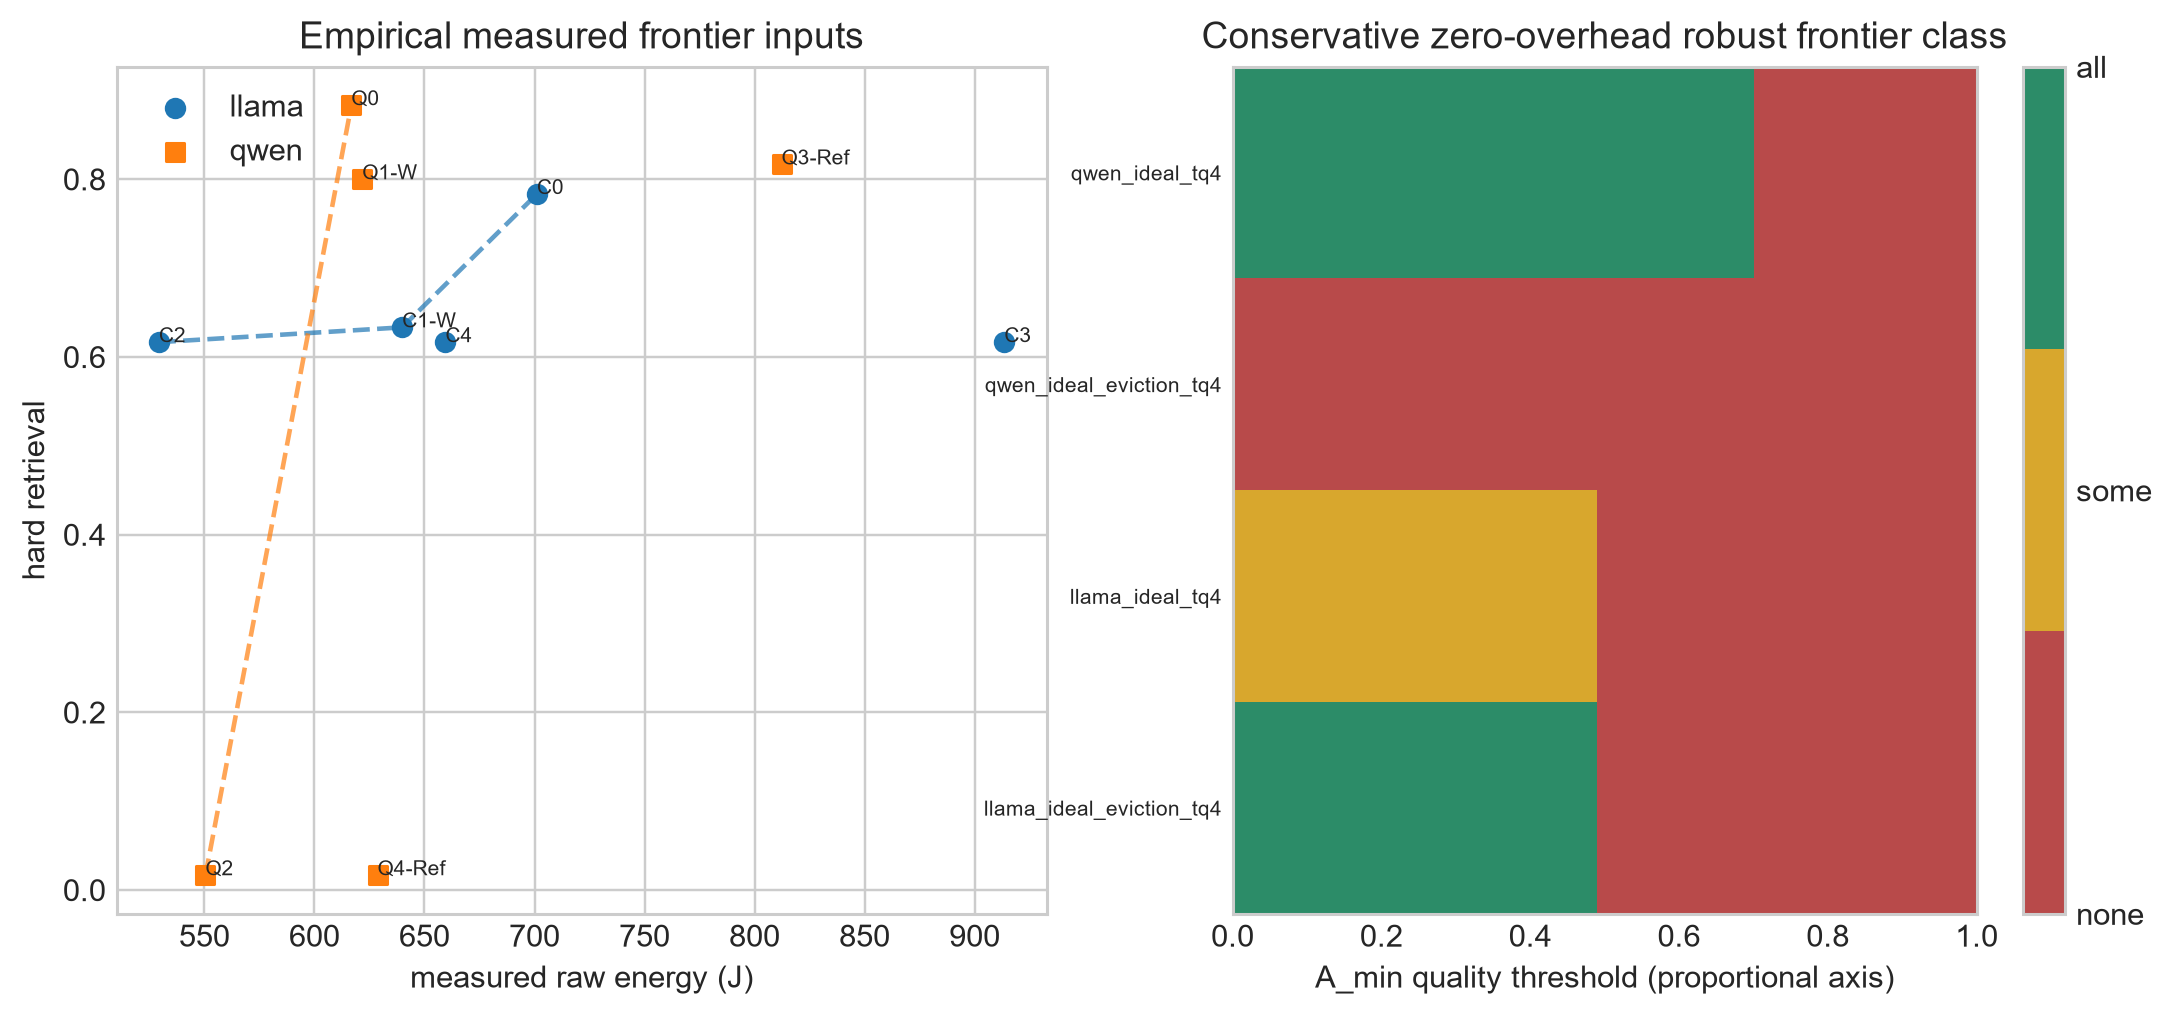 Empirical measured frontier inputs
llama
qwen
Q0
Q1-W
Q3-Ref
C0
C1-W
C2
C4
C3
Q2
Q4-Ref
hard retrieval
0.8
0.6
0.4
0.2
0.0
550 600 650 700 750 800 850 900
measured raw energy (J)
Conservative zero-overhead robust frontier class
qwen_ideal_tq4
qwen_ideal_eviction_tq4
llama_ideal_tq4
llama_ideal_eviction_tq4
0.0 0.2 0.4 0.6 0.8 1.0
A_min quality threshold (proportional axis)
all
some
none